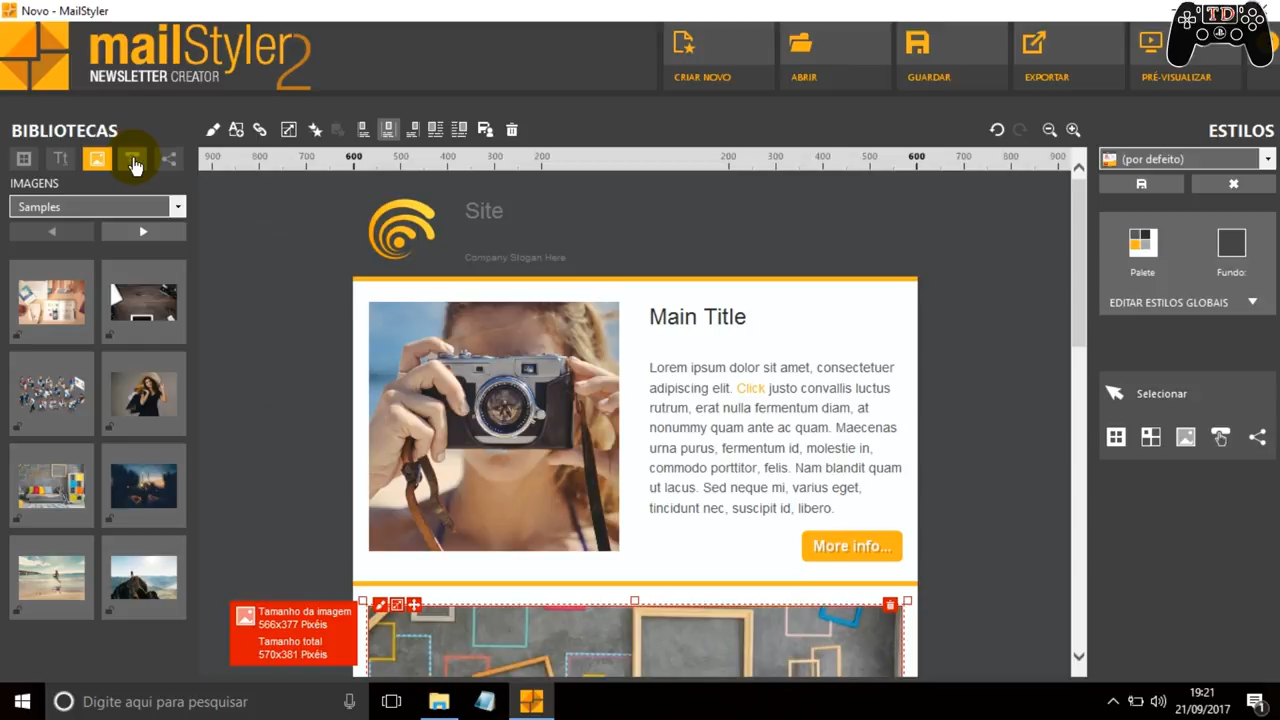 Novo - MailStyler
TD
mailStyler 2
NEWSLETTER CREATOR
CRIAR NOVO
ABRIR
GUARDAR
EXPORTAR
PRÉ-VISUALIZAR
BIBLIOTECAS
ESTILOS
Tt
900 800 700 600 500 400 300 200 200 300 400 500 600 700 800 900
(por defeito)
IMAGENS
Samples
Site
Company Slogan Here
Palete
Fundo:
EDITAR ESTILOS GLOBAIS
Main Title
Lorem ipsum dolor sit amet, consectetuer
adipiscing elit. Click justo convallis luctus
rutrum, erat nulla fermentum diam, at
nonummy quam ante ac quam. Maecenas
urna purus, fermentum id, molestie in,
commodo porttitor, felis. Nam blandit quam
ut lacus. Sed neque mi, varius eget,
tincidunt nec, suscipit id, libero.
Selecionar
More info...
Tamanho da imagem
566x377 Pixéis
Tamanho total
570x381 Pixéis
Digite aqui para pesquisar
19:21
21/09/2017
1